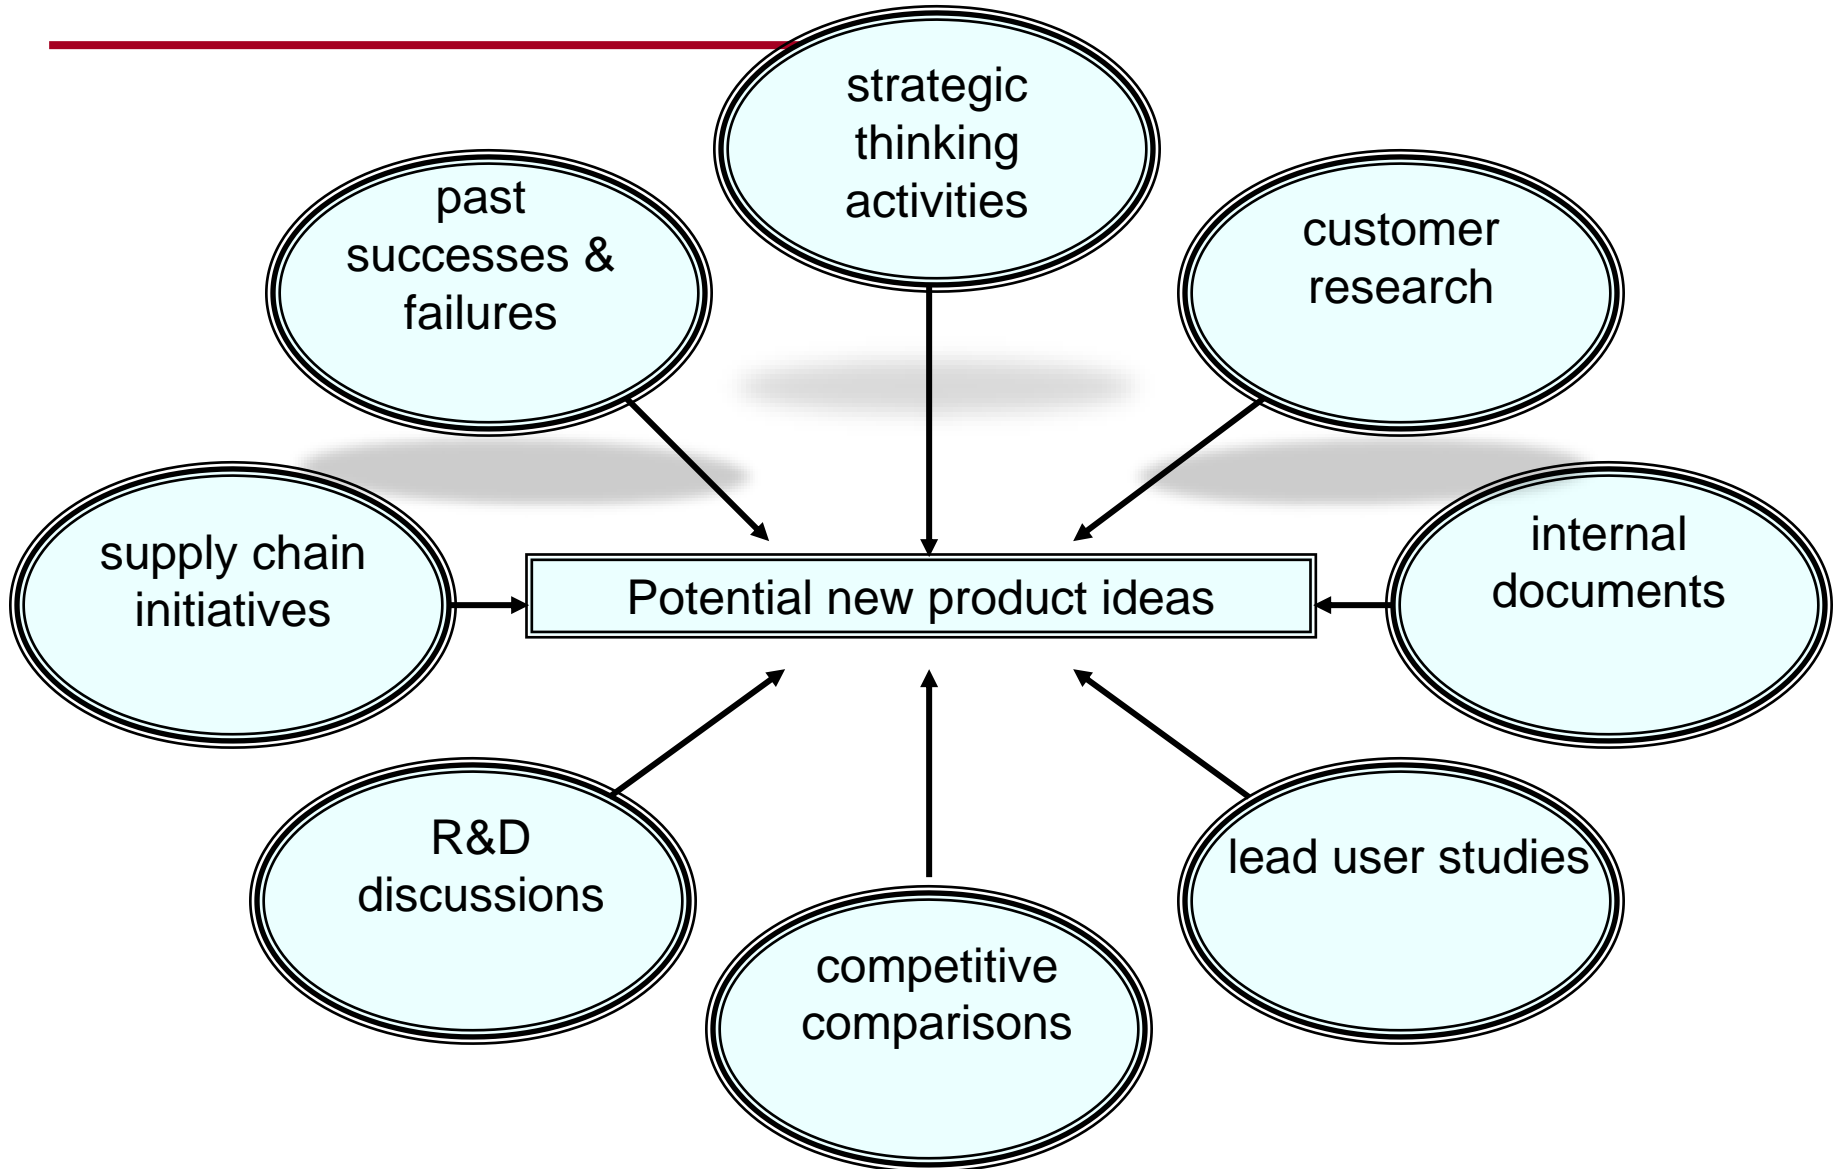 strategic
thinking
activities
past
successes &
failures
customer
research
supply chain
initiatives
Potential new product ideas
internal
documents
R&D
discussions
lead user studies
competitive
comparisons